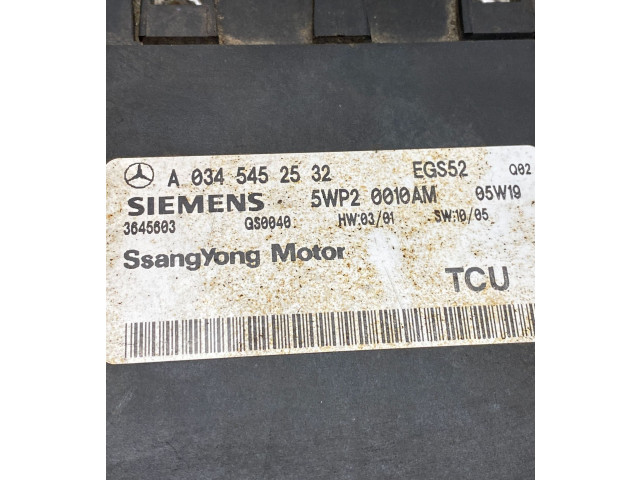 A 034 545 25 32 EGS52 Q02
SIEMENS 5WP2 0010AM 05W19
3645603 QS0040 HW:03/01 SW:10/05
SsangYong Motor
TCU